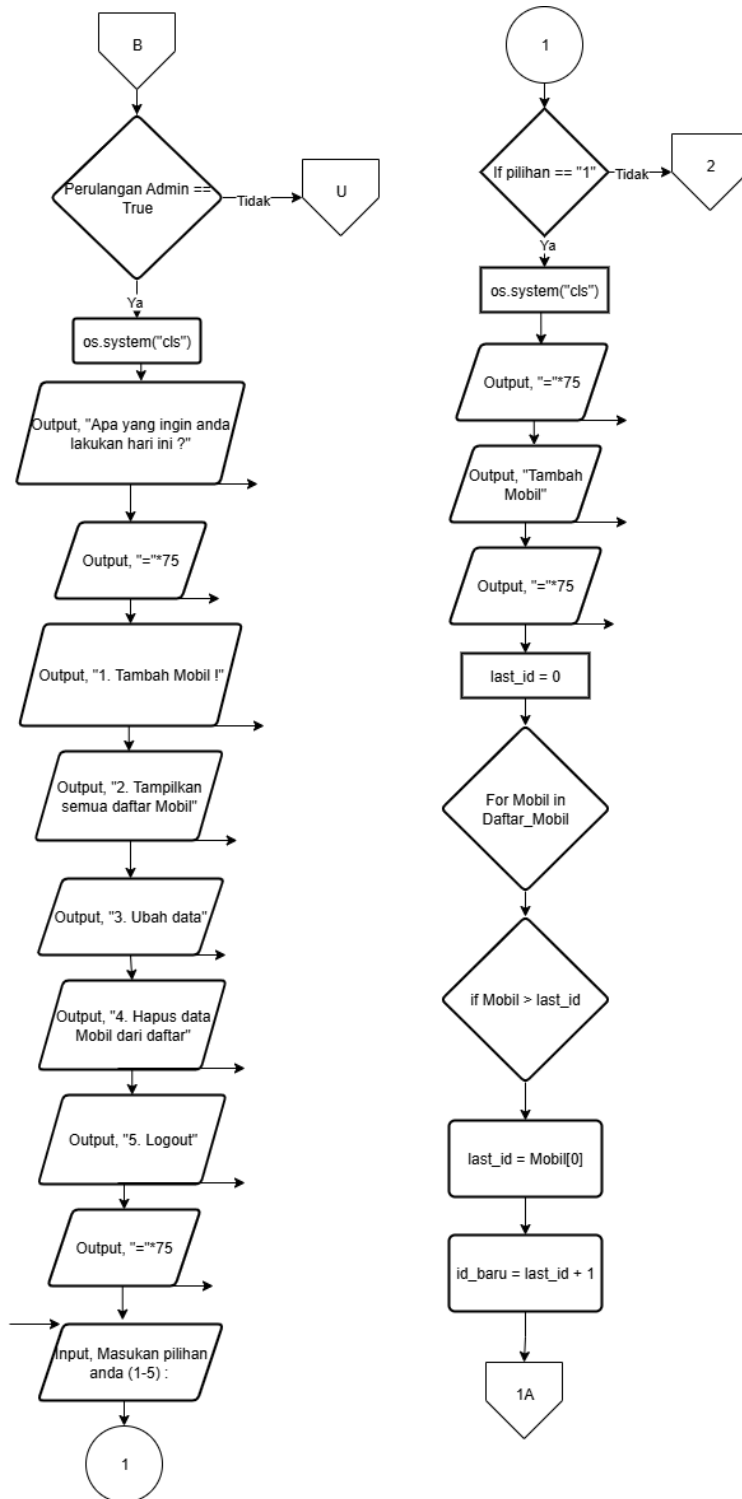 B
Perulangan Admin ==
True
Tidak
U
Ya
os.system("cls")
Output, "Apa yang ingin anda
lakukan hari ini ?"
Output, "="*75
Output, "1. Tambah Mobil !"
Output, "2. Tampilkan
semua daftar Mobil"
Output, "3. Ubah data"
Output, "4. Hapus data
Mobil dari daftar"
Output, "5. Logout"
Output, "="*75
Input, Masukan pilihan
anda (1-5) :
1
1
If pilihan == "1"
Tidak
2
Ya
os.system("cls")
Output, "="*75
Output, "Tambah
Mobil"
Output, "="*75
last_id = 0
For Mobil in
Daftar_Mobil
if Mobil > last_id
last_id = Mobil[0]
id_baru = last_id + 1
1A